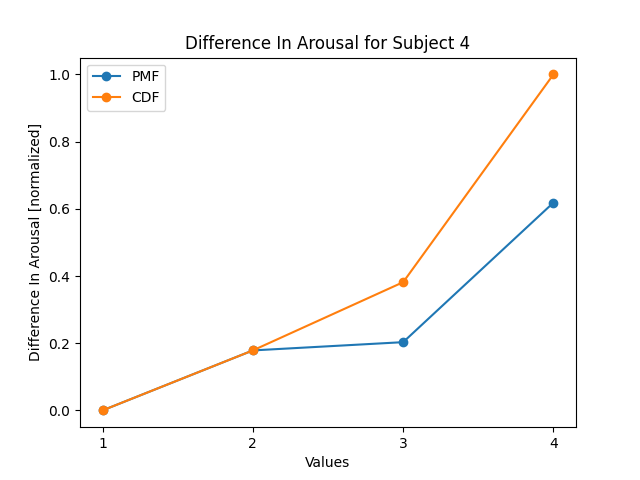 Difference In Arousal for Subject 4
PMF
CDF
1.0
0.8
0.6
0.4
0.2
0.0
Difference In Arousal [normalized]
1 2 3 4
Values